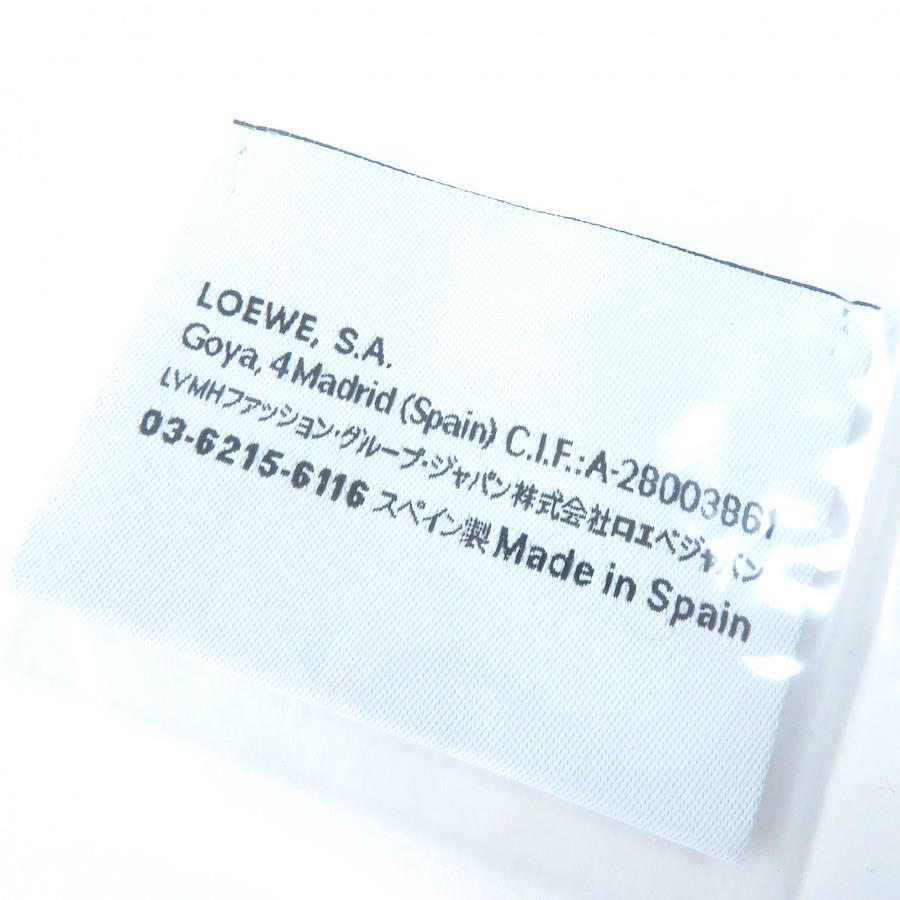 LOEWE, S.A.
Goya, 4 Madrid (Spain) C.I.F.:A-28003861
LVMHファッション・グループ・ジャパン株式会社ロエベジャパン
03-6215-6116 スペイン製 Made in Spain